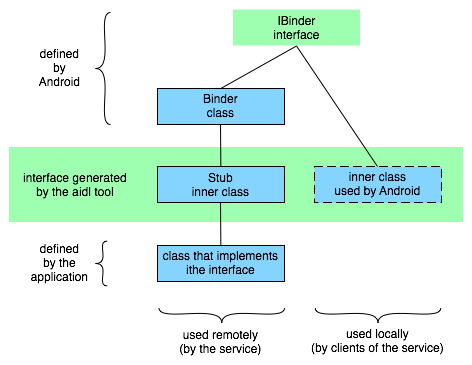 IBinder
interface
defined
by
Android
Binder
class
interface generated
by the aidl tool
Stub
inner class
inner class
used by Android
defined
by the
application
class that implements
ithe interface
used remotely
(by the service)
used locally
(by clients of the service)